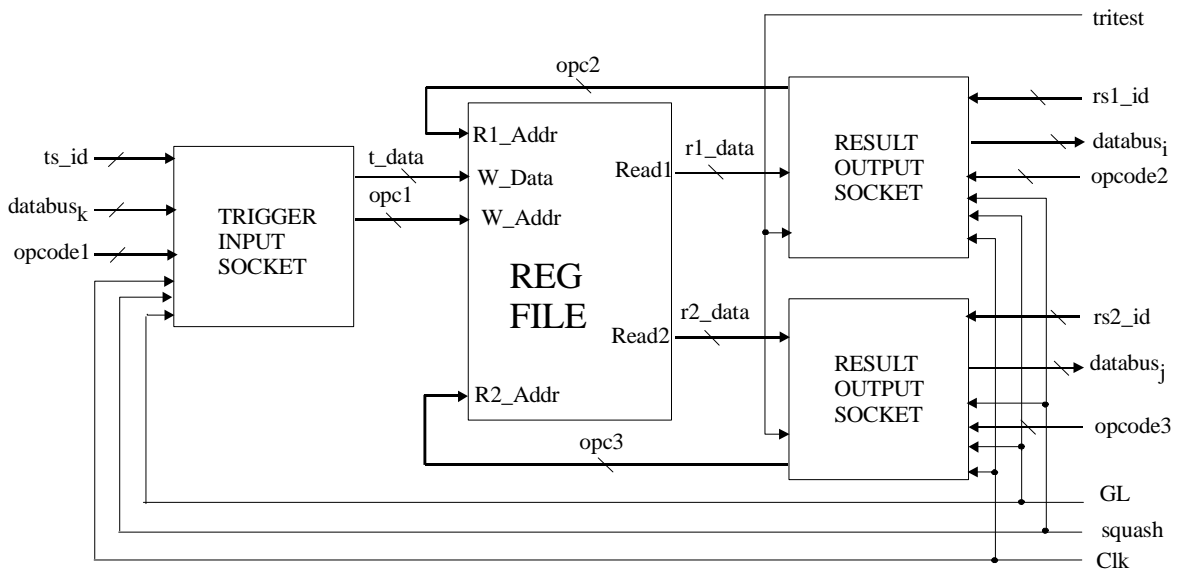 tritest
opc2
rs1_id
R1_Addr
RESULT
OUTPUT
SOCKET
databus_i
ts_id
t_data
r1_data
Read1
W_Data
opcode2
opc1
databus_k
W_Addr
TRIGGER
INPUT
SOCKET
opcode1
REG
FILE
r2_data
rs2_id
Read2
RESULT
OUTPUT
SOCKET
databus_j
R2_Addr
opcode3
opc3
GL
squash
Clk